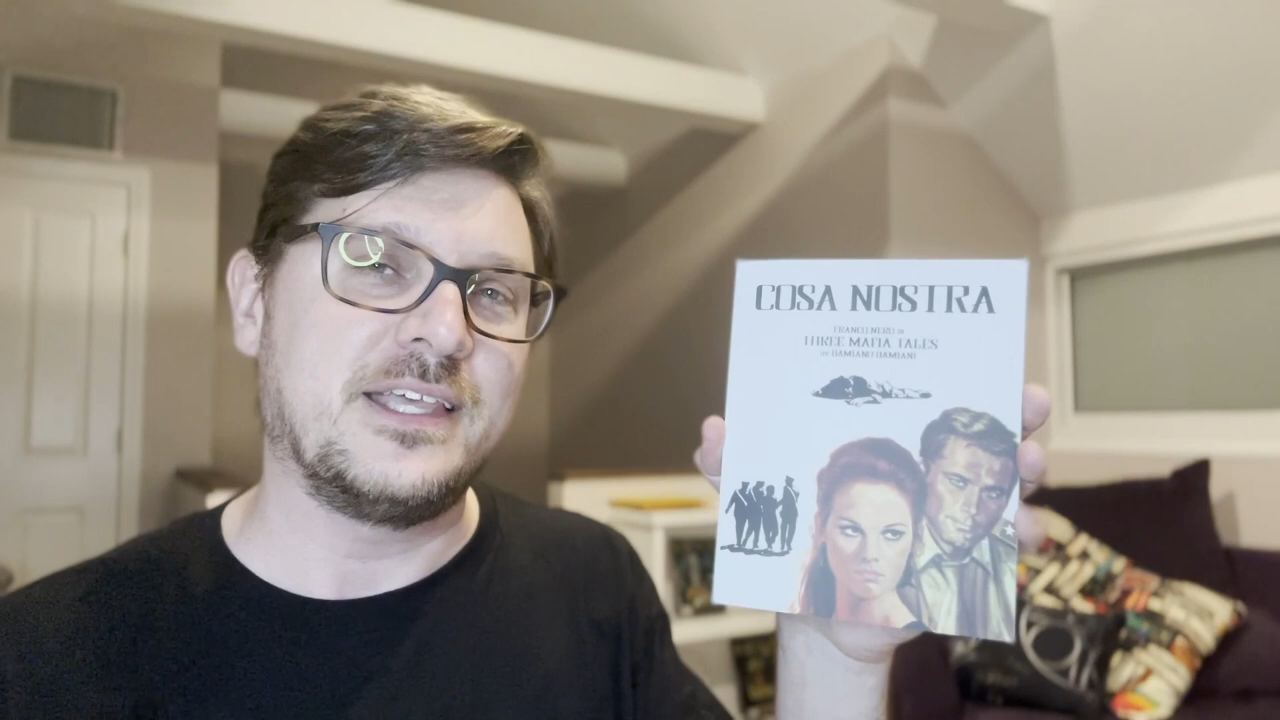 COSA NOSTRA
FRANCO NERO IN
THREE MAFIA TALES
BY DAMIANO DAMIANI